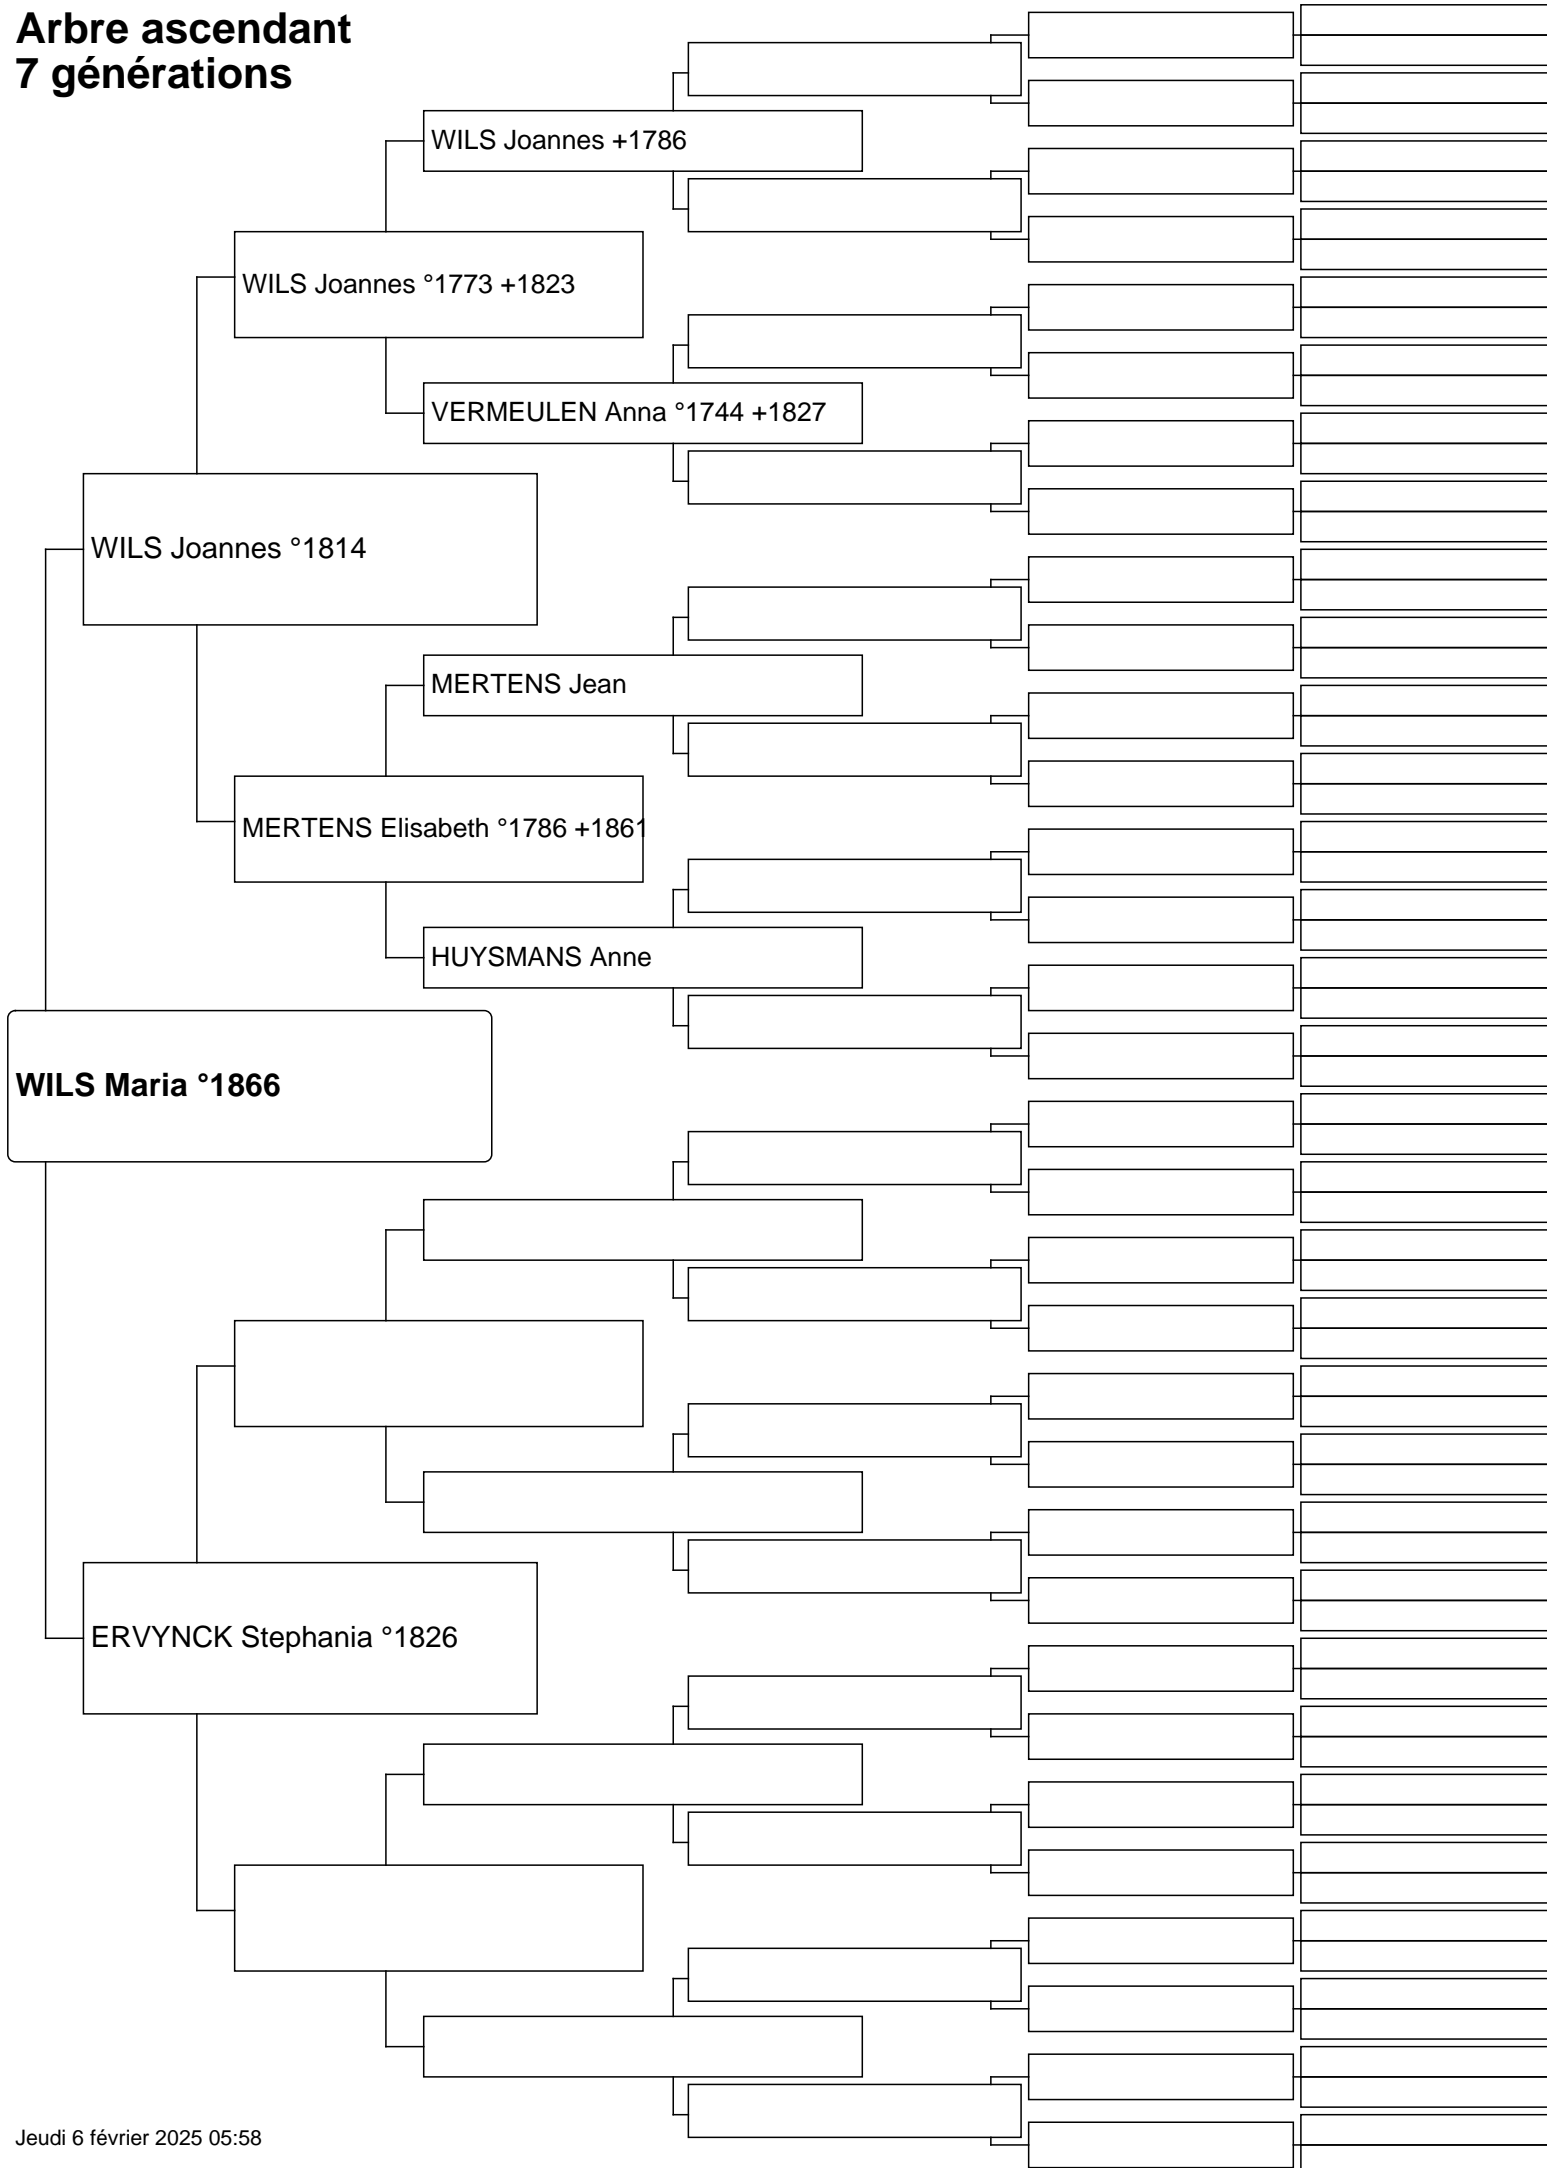 Arbre ascendant
7 générations
WILS Joannes +1786
WILS Joannes °1773 +1823
VERMEULEN Anna °1744 +1827
WILS Joannes °1814
MERTENS Jean
MERTENS Elisabeth °1786 +1861
HUYSMANS Anne
WILS Maria °1866
ERVYNCK Stephania °1826
Jeudi 6 février 2025 05:58